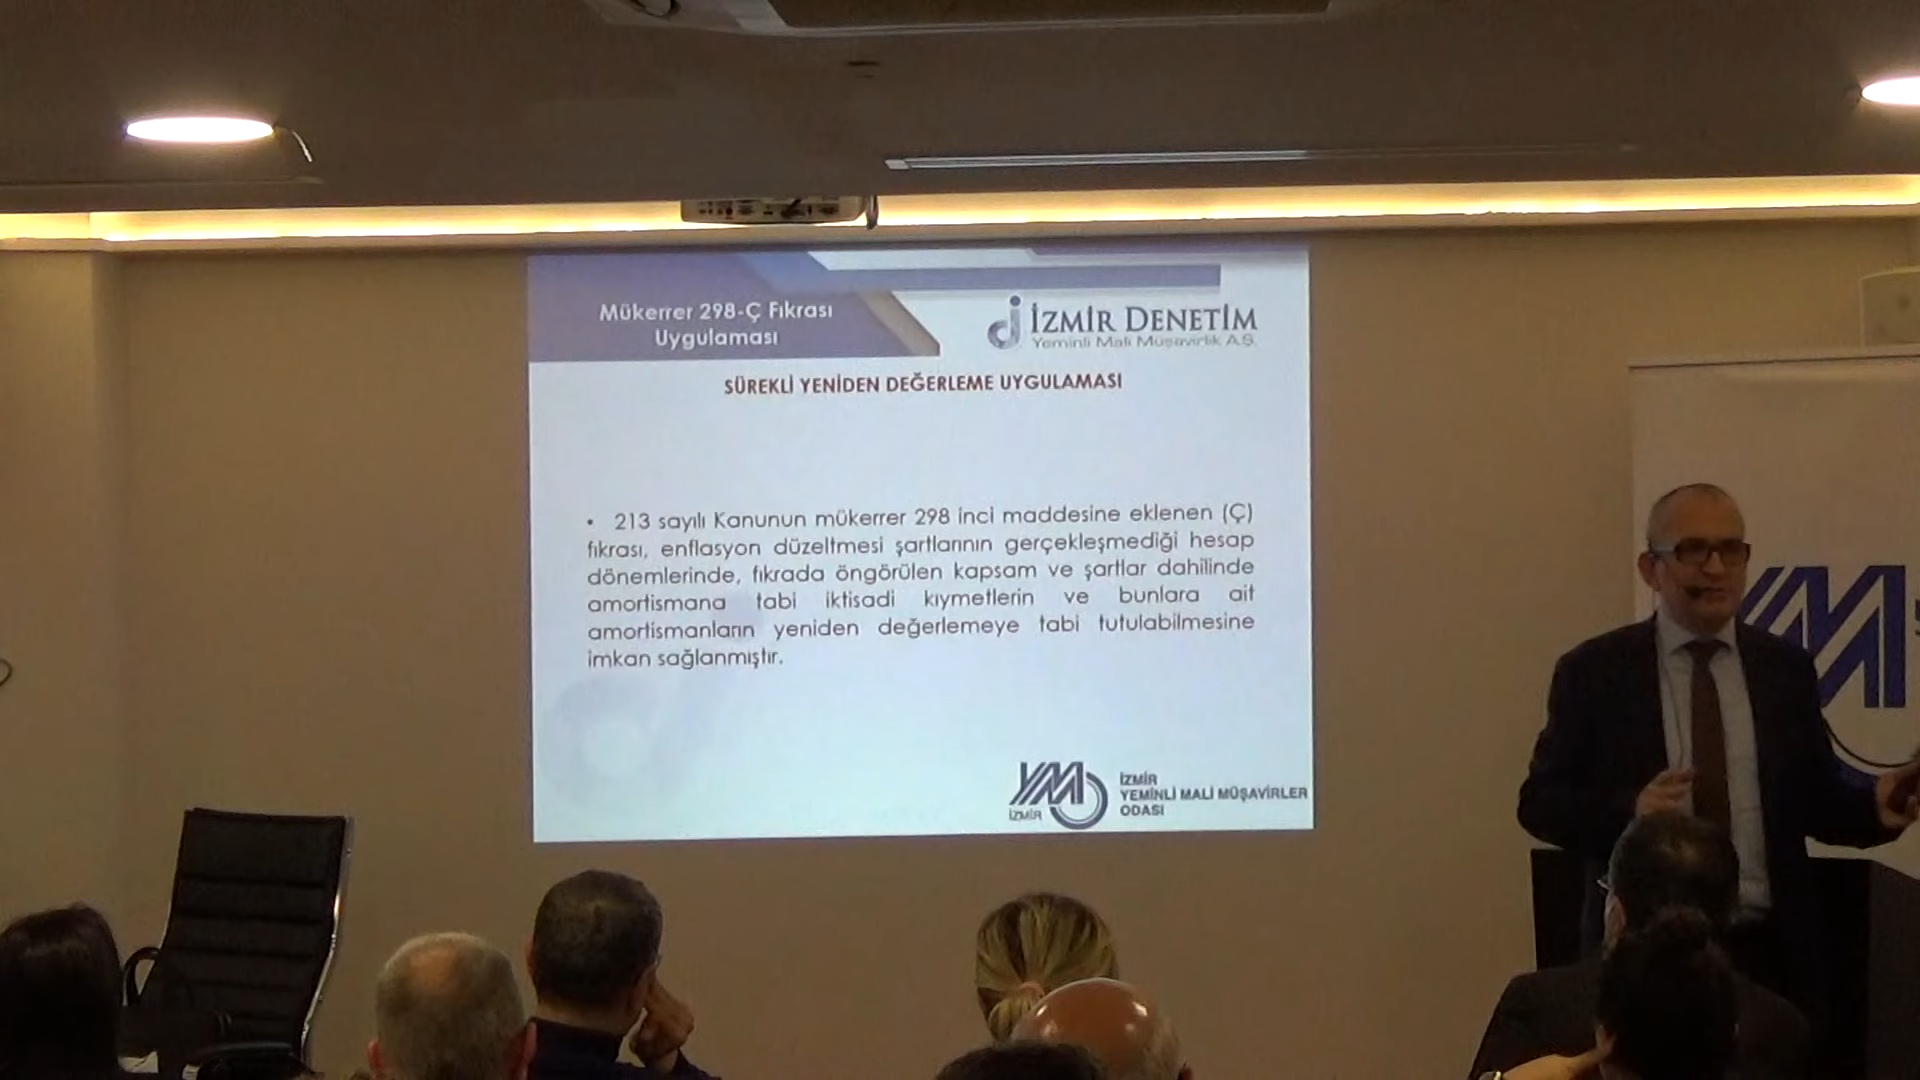 Mükerrer 298-Ç Fıkrası
Uygulaması
İZMİR DENETİM
Yeminli Mali Müşavirlik A.Ş.
SÜREKLİ YENİDEN DEĞERLEME UYGULAMASI
• 213 sayılı Kanunun mükerrer 298 inci maddesine eklenen (Ç)
fıkrası, enflasyon düzeltmesi şartlarının gerçekleşmediği hesap
dönemlerinde, fıkrada öngörülen kapsam ve şartlar dahilinde
amortismana tabi iktisadi kıymetlerin ve bunlara ait
amortismanların yeniden değerlemeye tabi tutulabilmesine
imkan sağlanmıştır.
YMM
İZMİR
İZMİR
YEMİNLİ MALİ MÜŞAVİRLER
ODASI